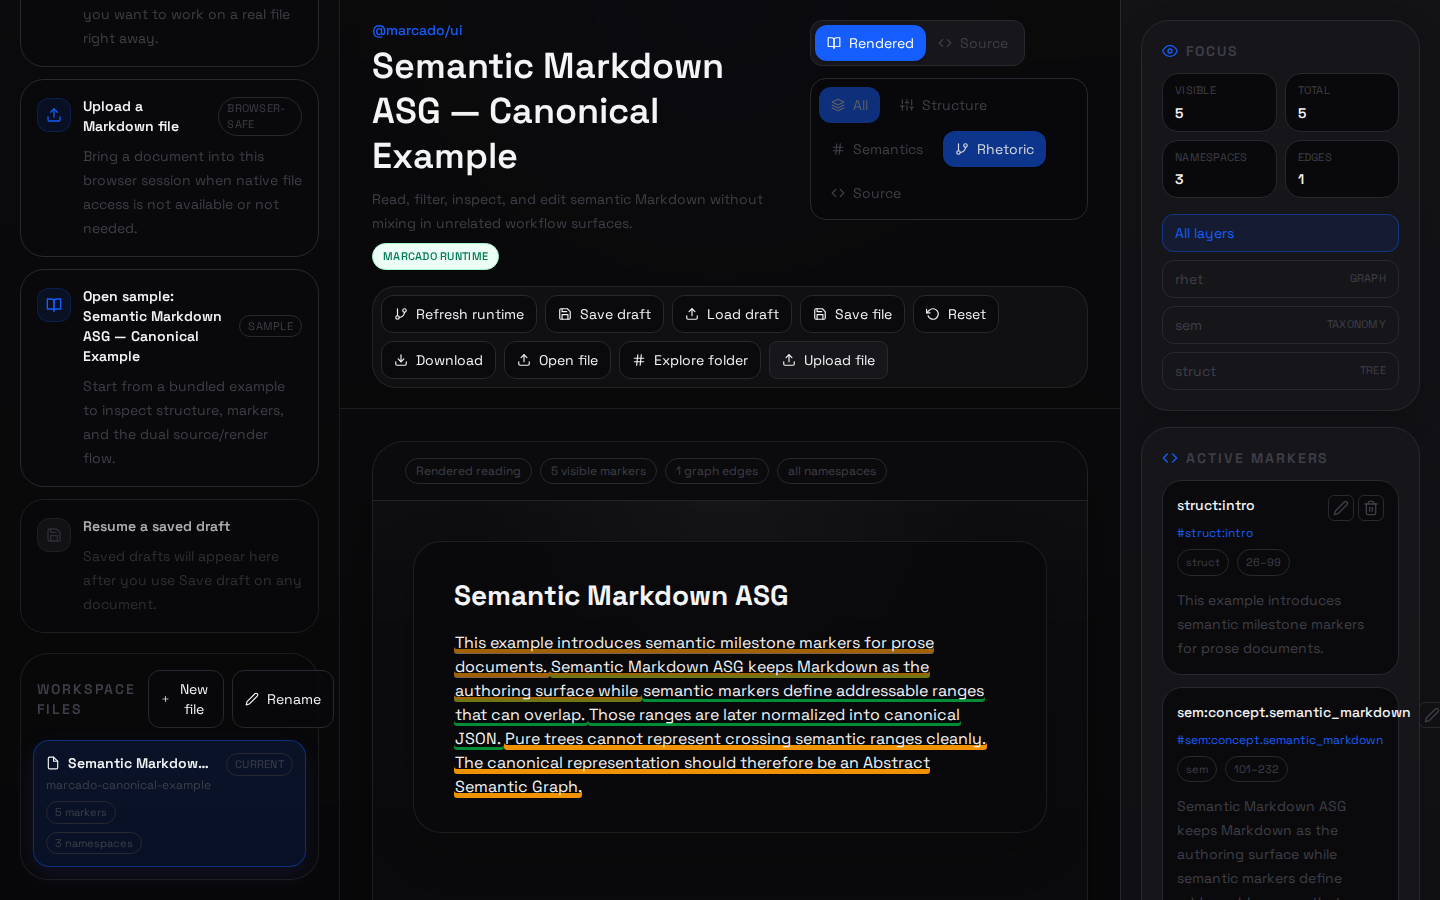 you want to work on a real file
right away.
Upload a
Markdown file
BROWSER-
SAFE
Bring a document into this
browser session when native file
access is not available or not
needed.
Open sample:
Semantic Markdown
ASG — Canonical
Example
SAMPLE
Start from a bundled example
to inspect structure, markers,
and the dual source/render
flow.
Resume a saved draft
Saved drafts will appear here
after you use Save draft on any
document.
WORKSPACE
FILES
New
file
Rename
Semantic Markdow...
CURRENT
marcado-canonical-example
5 markers
3 namespaces
@marcado/ui
Semantic Markdown
ASG — Canonical
Example
Read, filter, inspect, and edit semantic Markdown without
mixing in unrelated workflow surfaces.
MARCADO RUNTIME
Rendered
Source
All
Structure
Semantics
Rhetoric
Source
Refresh runtime
Save draft
Load draft
Save file
Reset
Download
Open file
Explore folder
Upload file
Rendered reading
5 visible markers
1 graph edges
all namespaces
Semantic Markdown ASG
This example introduces semantic milestone markers for prose
documents. Semantic Markdown ASG keeps Markdown as the
authoring surface while semantic markers define addressable ranges
that can overlap. Those ranges are later normalized into canonical
JSON. Pure trees cannot represent crossing semantic ranges cleanly.
The canonical representation should therefore be an Abstract
Semantic Graph.
FOCUS
VISIBLE
5
TOTAL
5
NAMESPACES
3
EDGES
1
All layers
rhet
GRAPH
sem
TAXONOMY
struct
TREE
ACTIVE MARKERS
struct:intro
#struct:intro
struct
26–99
This example introduces
semantic milestone markers
for prose documents.
sem:concept.semantic_markdown
#sem:concept.semantic_markdown
sem
101–232
Semantic Markdown ASG
keeps Markdown as the
authoring surface while
semantic markers define